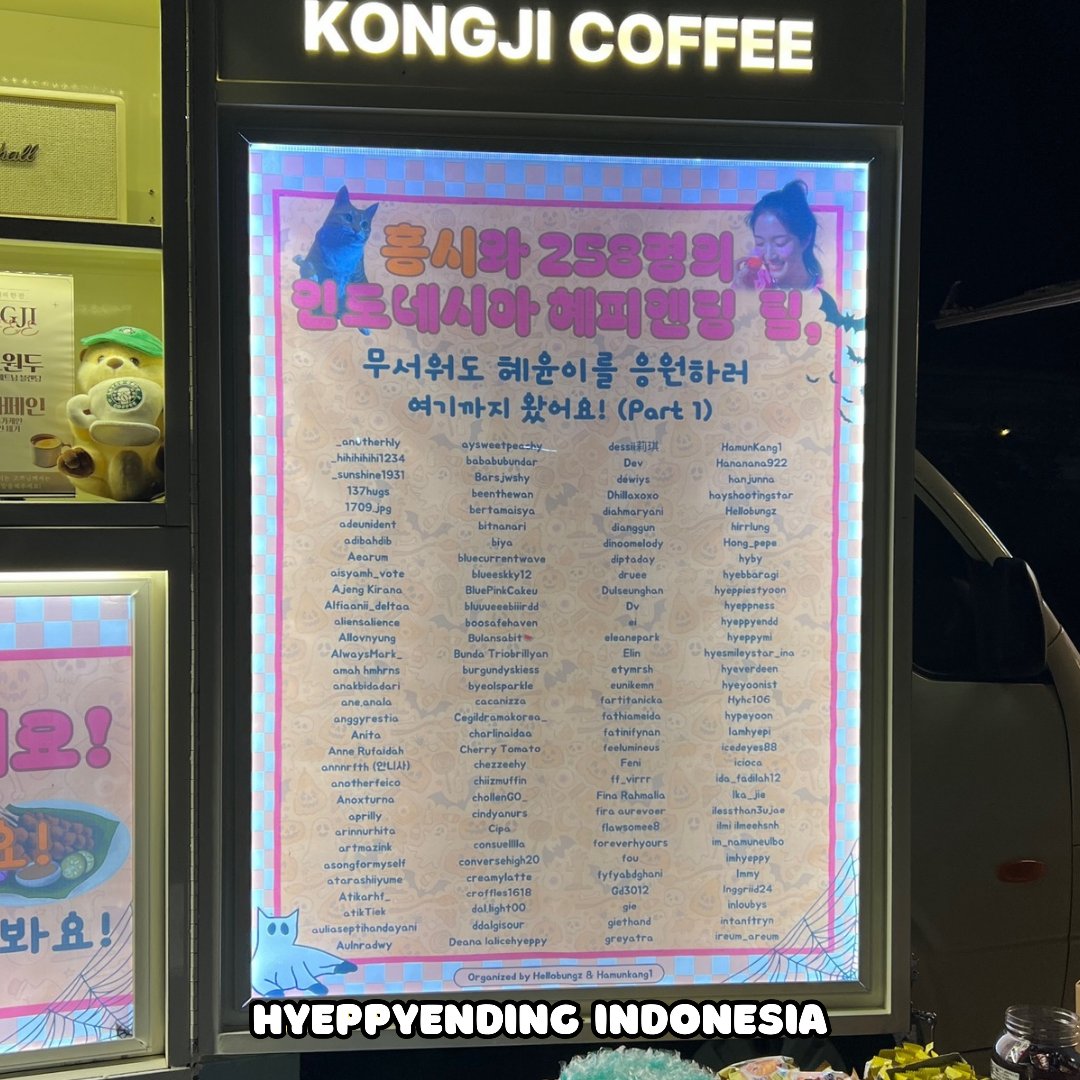 KONGJI COFFEE
홍시와 258명의
인도네시아 혜피엔딩 팀,
무서워도 혜윤이를 응원하러
여기까지 왔어요! (Part 1)
_anutherhly
_hihihihihi1234
_sunshine1931
137hugs
1709.jpg
adeunident
adibahdib
Aearum
aisyamh_vote
Ajeng Kirana
Alfiaanii_deltaa
aliensalience
Allovnyung
AlwaysMark_
amah hmhrns
anakbidadari
ane.anala
anggyrestia
Anita
Anne Rufaidah
annnrfth (안니사)
anotherfeico
Anoxturna
aprilly
arinnurhita
artmazink
asongformyself
atarashiiyume
Atikarhf_
atikTiek
auliaseptihandayani
Aulnradwy
aysweetpeachy
bababubundar
Barsjwshy
beenthewan
bertamaisya
bitnanari
biya
bluecurrentwave
blueeskky12
BluePinkCakeu
bluuueeebiiirdd
boosafehaven
Bulansabit🍉
Bunda Triobrillyan
burgundyskiess
byeolsparkle
cacanizza
Cegildramakorea_
charlinaidaa
Cherry Tomato
chezzeehy
chiizmuffin
chollenGO_
cindyanurs
Cipa
consuelllla
conversehigh20
creamylatte
croffles1618
dal.light00
ddalgisour
Deana lalicehyeppy
dessii莉琪
Dev
dewiys
Dhillaxoxo
diahmaryani
dianggun
dinoomelody
diptaday
druee
Dulseunghan
Dv
ei
eleanepark
Elin
etymrsh
eunikemn
fartitanicka
fathiameida
fatinifynan
feelumineus
Feni
ff_virrr
Fina Rahmalia
fira aurevoer
flawsomee8
foreverhyours
fou
fyfyabdghani
Gd3012
gie
giethand
greyatra
HamunKang1
Hananana922
hanjunna
hayshootingstar
Hellobungz
hirrlung
Hong_pepe
hyby
hyebbaragi
hyeppiestyoon
hyeppness
hyeppyendd
hyeppymi
hyesmileystar_ina
hyeverdeen
hyeyoonist
Hyhc106
hypeyoon
Iamhyepi
icedeyes88
icioca
ida_fadilah12
Ika_jie
ilessthan3ujae
ilmi ilmeehsnh
im_namuneulbo
imhyeppy
Immy
Inggriid24
inloubys
intanftryn
ireum_areum
Organized by Hellobungz & Hamunkang1
원두
요!
요!
봐요!
HYEPPYENDING INDONESIA